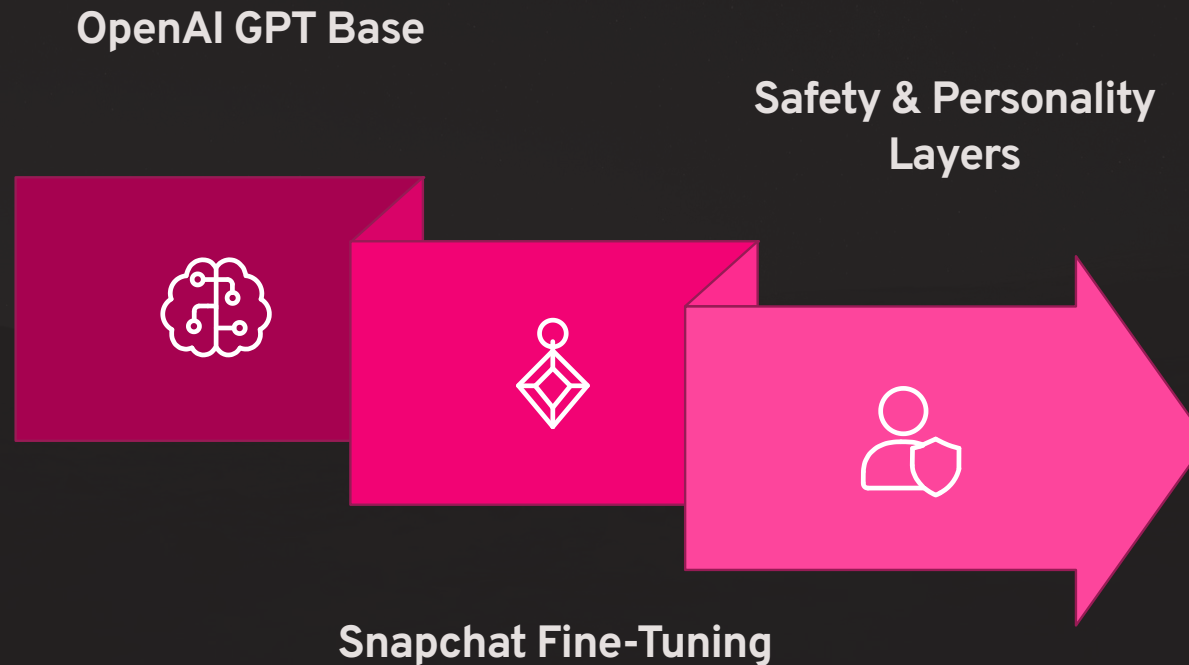 OpenAI GPT Base
Safety & Personality
Layers
Snapchat Fine-Tuning